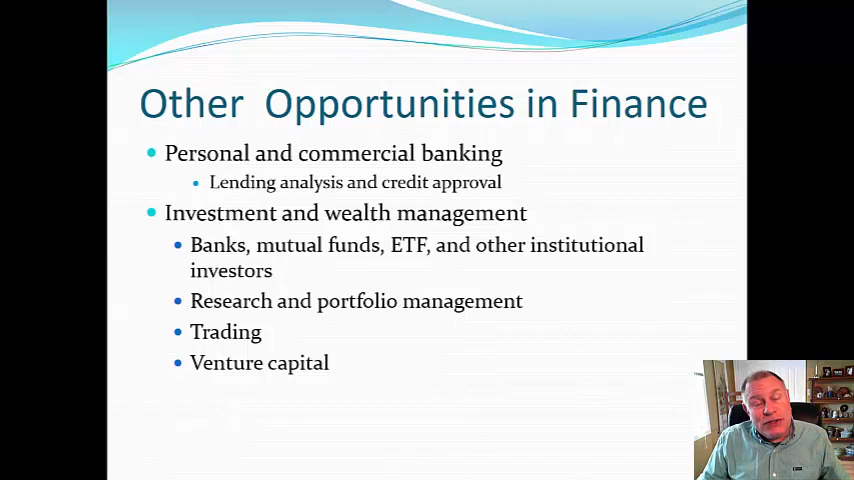 Other  Opportunities in Finance
Personal and commercial banking
Lending analysis and credit approval
Investment and wealth management
Banks, mutual funds, ETF, and other institutional
investors
Research and portfolio management
Trading
Venture capital